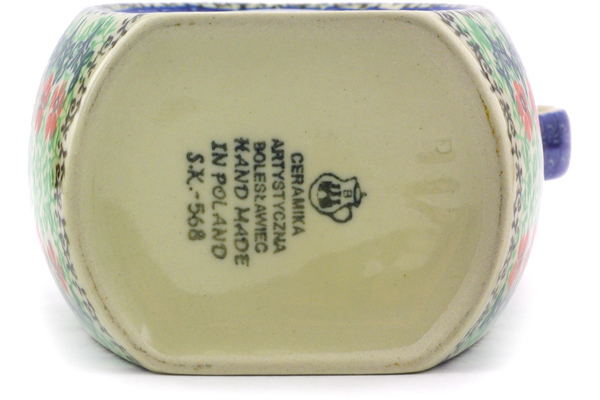 B
CERAMIKA
ARTYSTYCZNA
BOLESŁAWIEC
HAND MADE
IN POLAND
S.K.-568